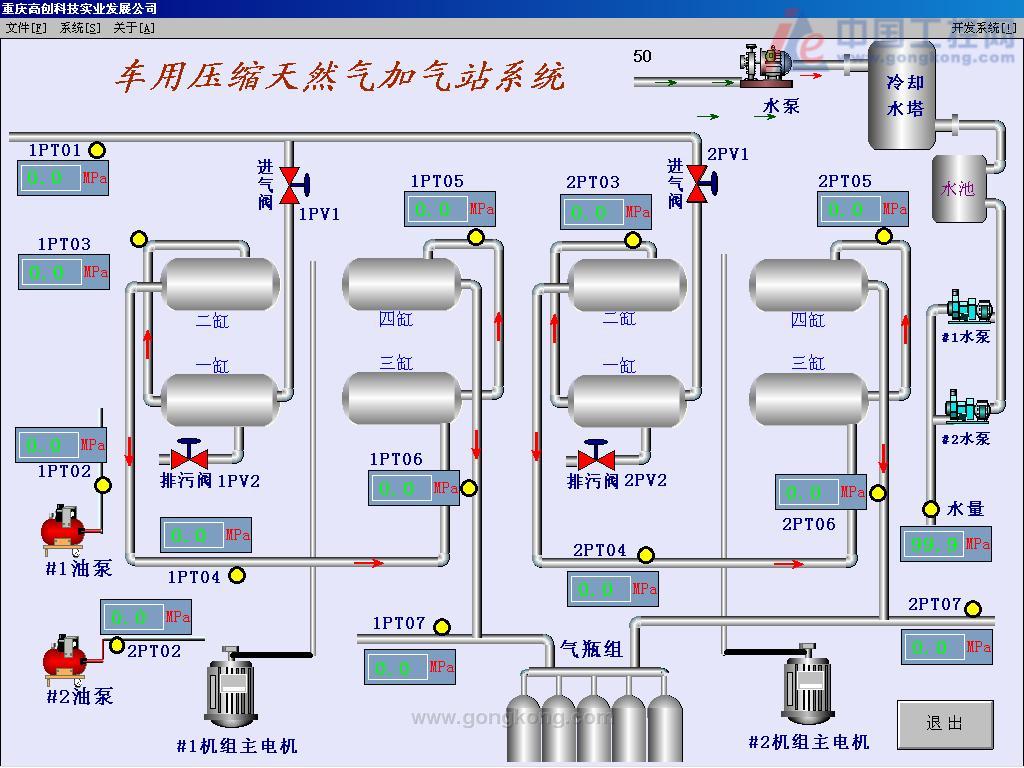 重庆高创科技实业发展公司
文件[F] 系统[S] 关于[A] 开发系统[!]
中国工控网
www.gongkong.com
车用压缩天然气加气站系统
50
水泵
冷却
水塔
水池
1PT01
0.0 MPa
进气阀
1PV1
1PT05
0.0 MPa
2PT03
0.0 MPa
进气阀
2PV1
2PT05
0.0 MPa
1PT03
0.0 MPa
二缸
四缸
二缸
四缸
#1水泵
一缸
三缸
一缸
三缸
#2水泵
0.0 MPa
1PT02
排污阀 1PV2
1PT06
0.0 MPa
排污阀 2PV2
0.0 MPa
2PT06
水量
99.9 MPa
#1油泵
0.0 MPa
1PT04
2PT04
0.0 MPa
0.0 MPa
2PT02
#2油泵
1PT07
0.0 MPa
气瓶组
2PT07
0.0 MPa
www.gongkong.com
#1机组主电机
#2机组主电机
退出